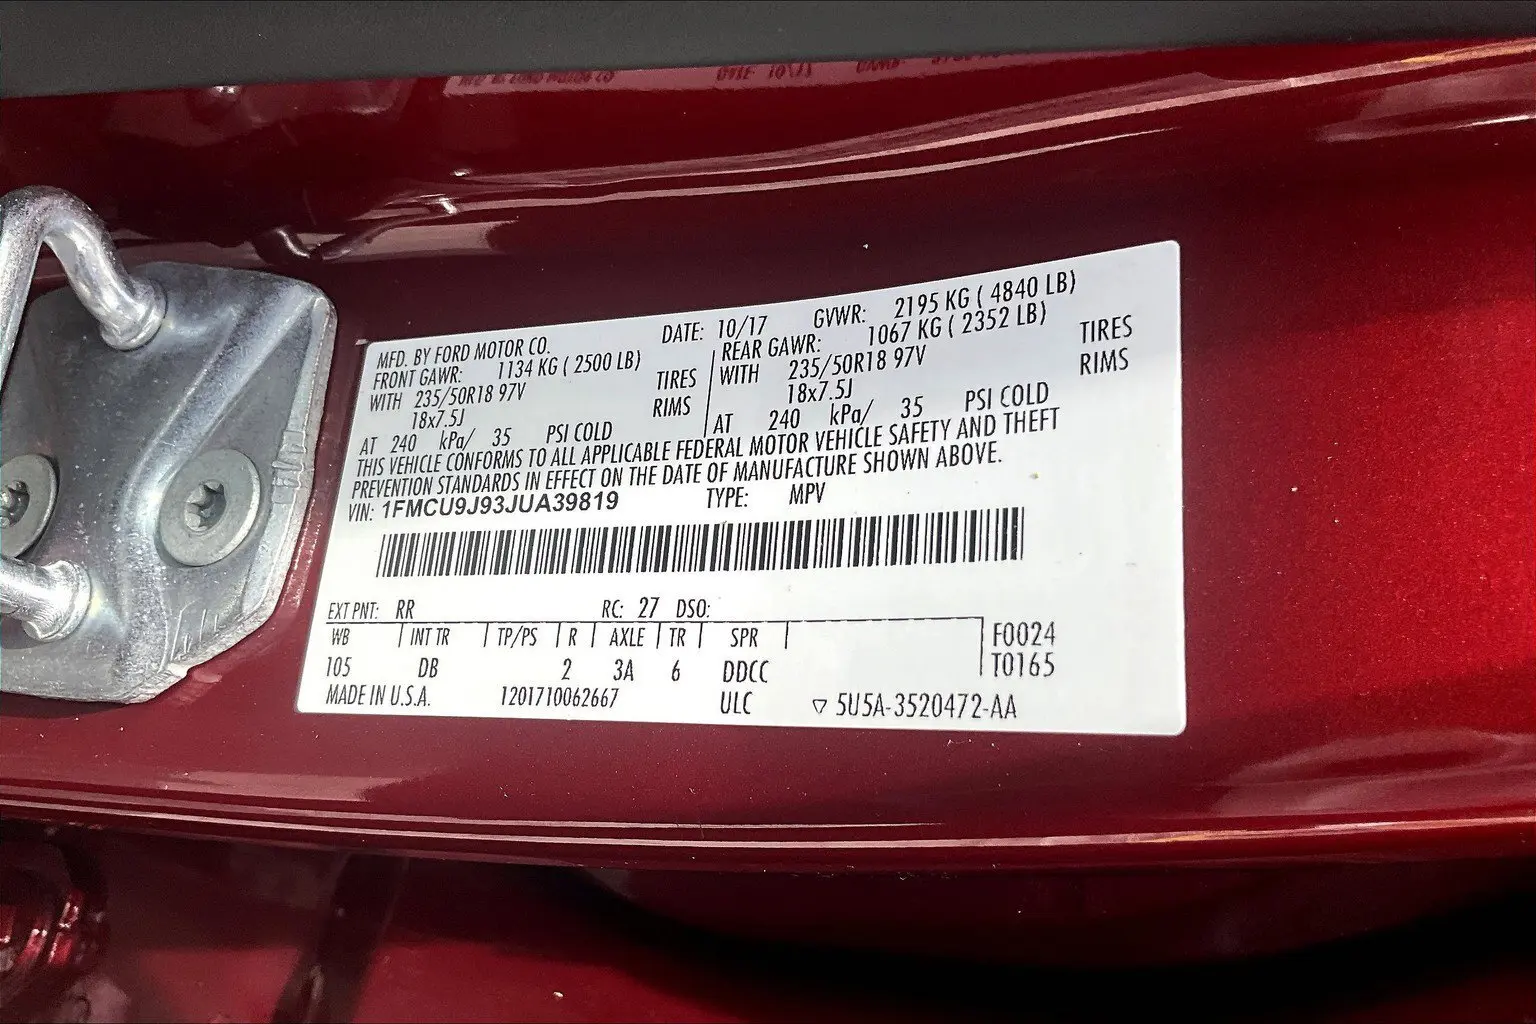 MFD. BY FORD MOTOR CO. DATE: 10/17 GVWR: 2195 KG ( 4840 LB)
FRONT GAWR: 1134 KG ( 2500 LB) REAR GAWR: 1067 KG ( 2352 LB)
WITH 235/50R18 97V TIRES WITH 235/50R18 97V TIRES
18x7.5J RIMS 18x7.5J RIMS
AT 240 kPa/ 35 PSI COLD AT 240 kPa/ 35 PSI COLD
THIS VEHICLE CONFORMS TO ALL APPLICABLE FEDERAL MOTOR VEHICLE SAFETY AND THEFT
PREVENTION STANDARDS IN EFFECT ON THE DATE OF MANUFACTURE SHOWN ABOVE.
VIN: 1FMCU9J93JUA39819 TYPE: MPV
EXT PNT: RR RC: 27 DSO:
WB INT TR TP/PS R AXLE TR SPR F0024
105 DB 2 3A 6 DDCC T0165
MADE IN U.S.A. 1201710062667 ULC ▽ 5U5A-3520472-AA